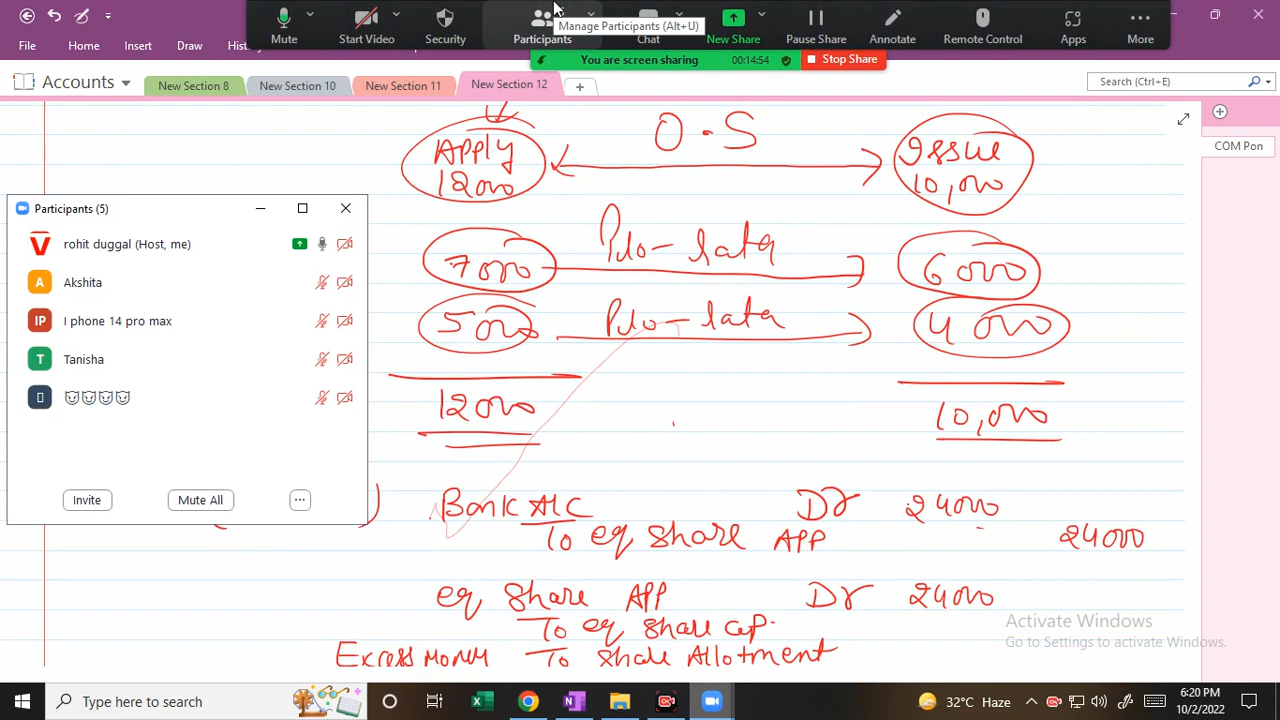 Mute
Start Video
Security
Participants
Chat
New Share
Pause Share
Annotate
Remote Control
Apps
More
Manage Participants (Alt+U)
File
Home
Insert
Draw
You are screen sharing
00:14:54
Stop Share
Accounts
New Section 8
New Section 10
New Section 11
New Section 12
Search (Ctrl+E)
COM Pon
O.S
Apply
12000
Issue
10,000
Participants (5)
rohit duggal (Host, me)
A Akshita
IP I phone 14 pro max
T Tanisha
Invite
Mute All
7000
Pro-rata
6000
5000
Pro-rata
4000
12000
10,000
Bank A/C Dr 24000
To eq share APP 24000
eq share APP Dr 24000
To eq share cap.
Excess Money To share Allotment
Activate Windows
Go to Settings to activate Windows.
Type here to search
32°C Haze
6:20 PM
10/2/2022